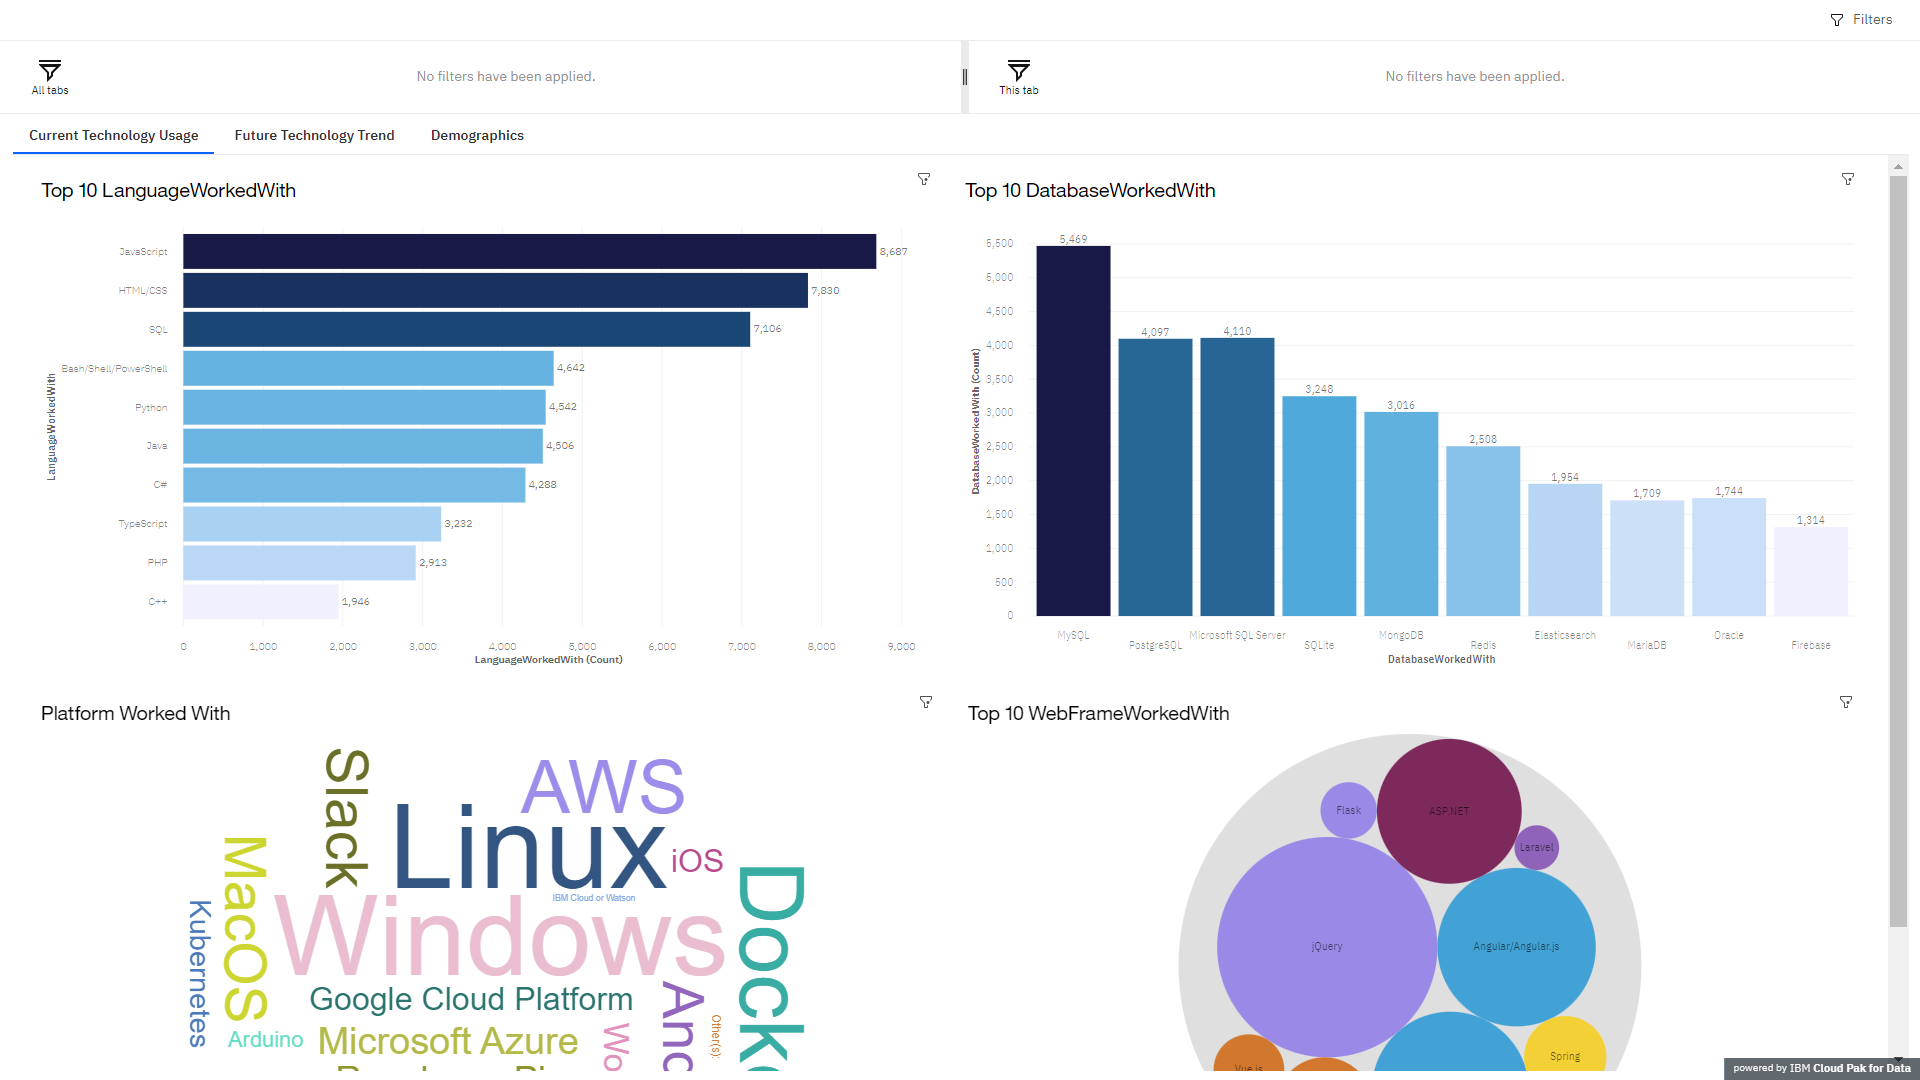 Filters
All tabs
No filters have been applied.
This tab
No filters have been applied.
Current Technology Usage
Future Technology Trend
Demographics
Top 10 LanguageWorkedWith
LanguageWorkedWith
JavaScript 8,687
HTML/CSS 7,830
SQL 7,106
Bash/Shell/PowerShell 4,642
Python 4,542
Java 4,506
C# 4,288
TypeScript 3,232
PHP 2,913
C++ 1,946
0 1,000 2,000 3,000 4,000 5,000 6,000 7,000 8,000 9,000
LanguageWorkedWith (Count)
Top 10 DatabaseWorkedWith
DatabaseWorkedWith (Count)
5,500
5,000
4,500
4,000
3,500
3,000
2,500
2,000
1,500
1,000
500
0
5,469
4,097
4,110
3,248
3,016
2,508
1,954
1,709
1,744
1,314
MySQL
PostgreSQL
Microsoft SQL Server
SQLite
MongoDB
Redis
Elasticsearch
MariaDB
Oracle
Firebase
DatabaseWorkedWith
Platform Worked With
Slack
AWS
Linux
iOS
MacOS
IBM Cloud or Watson
Kubernetes
Windows
Docke
Google Cloud Platform
And
Other(s):
Arduino
Microsoft Azure
Wo
Top 10 WebFrameWorkedWith
Flask
ASP.NET
Laravel
jQuery
Angular/Angular.js
Spring
Vue.js
powered by IBM Cloud Pak for Data